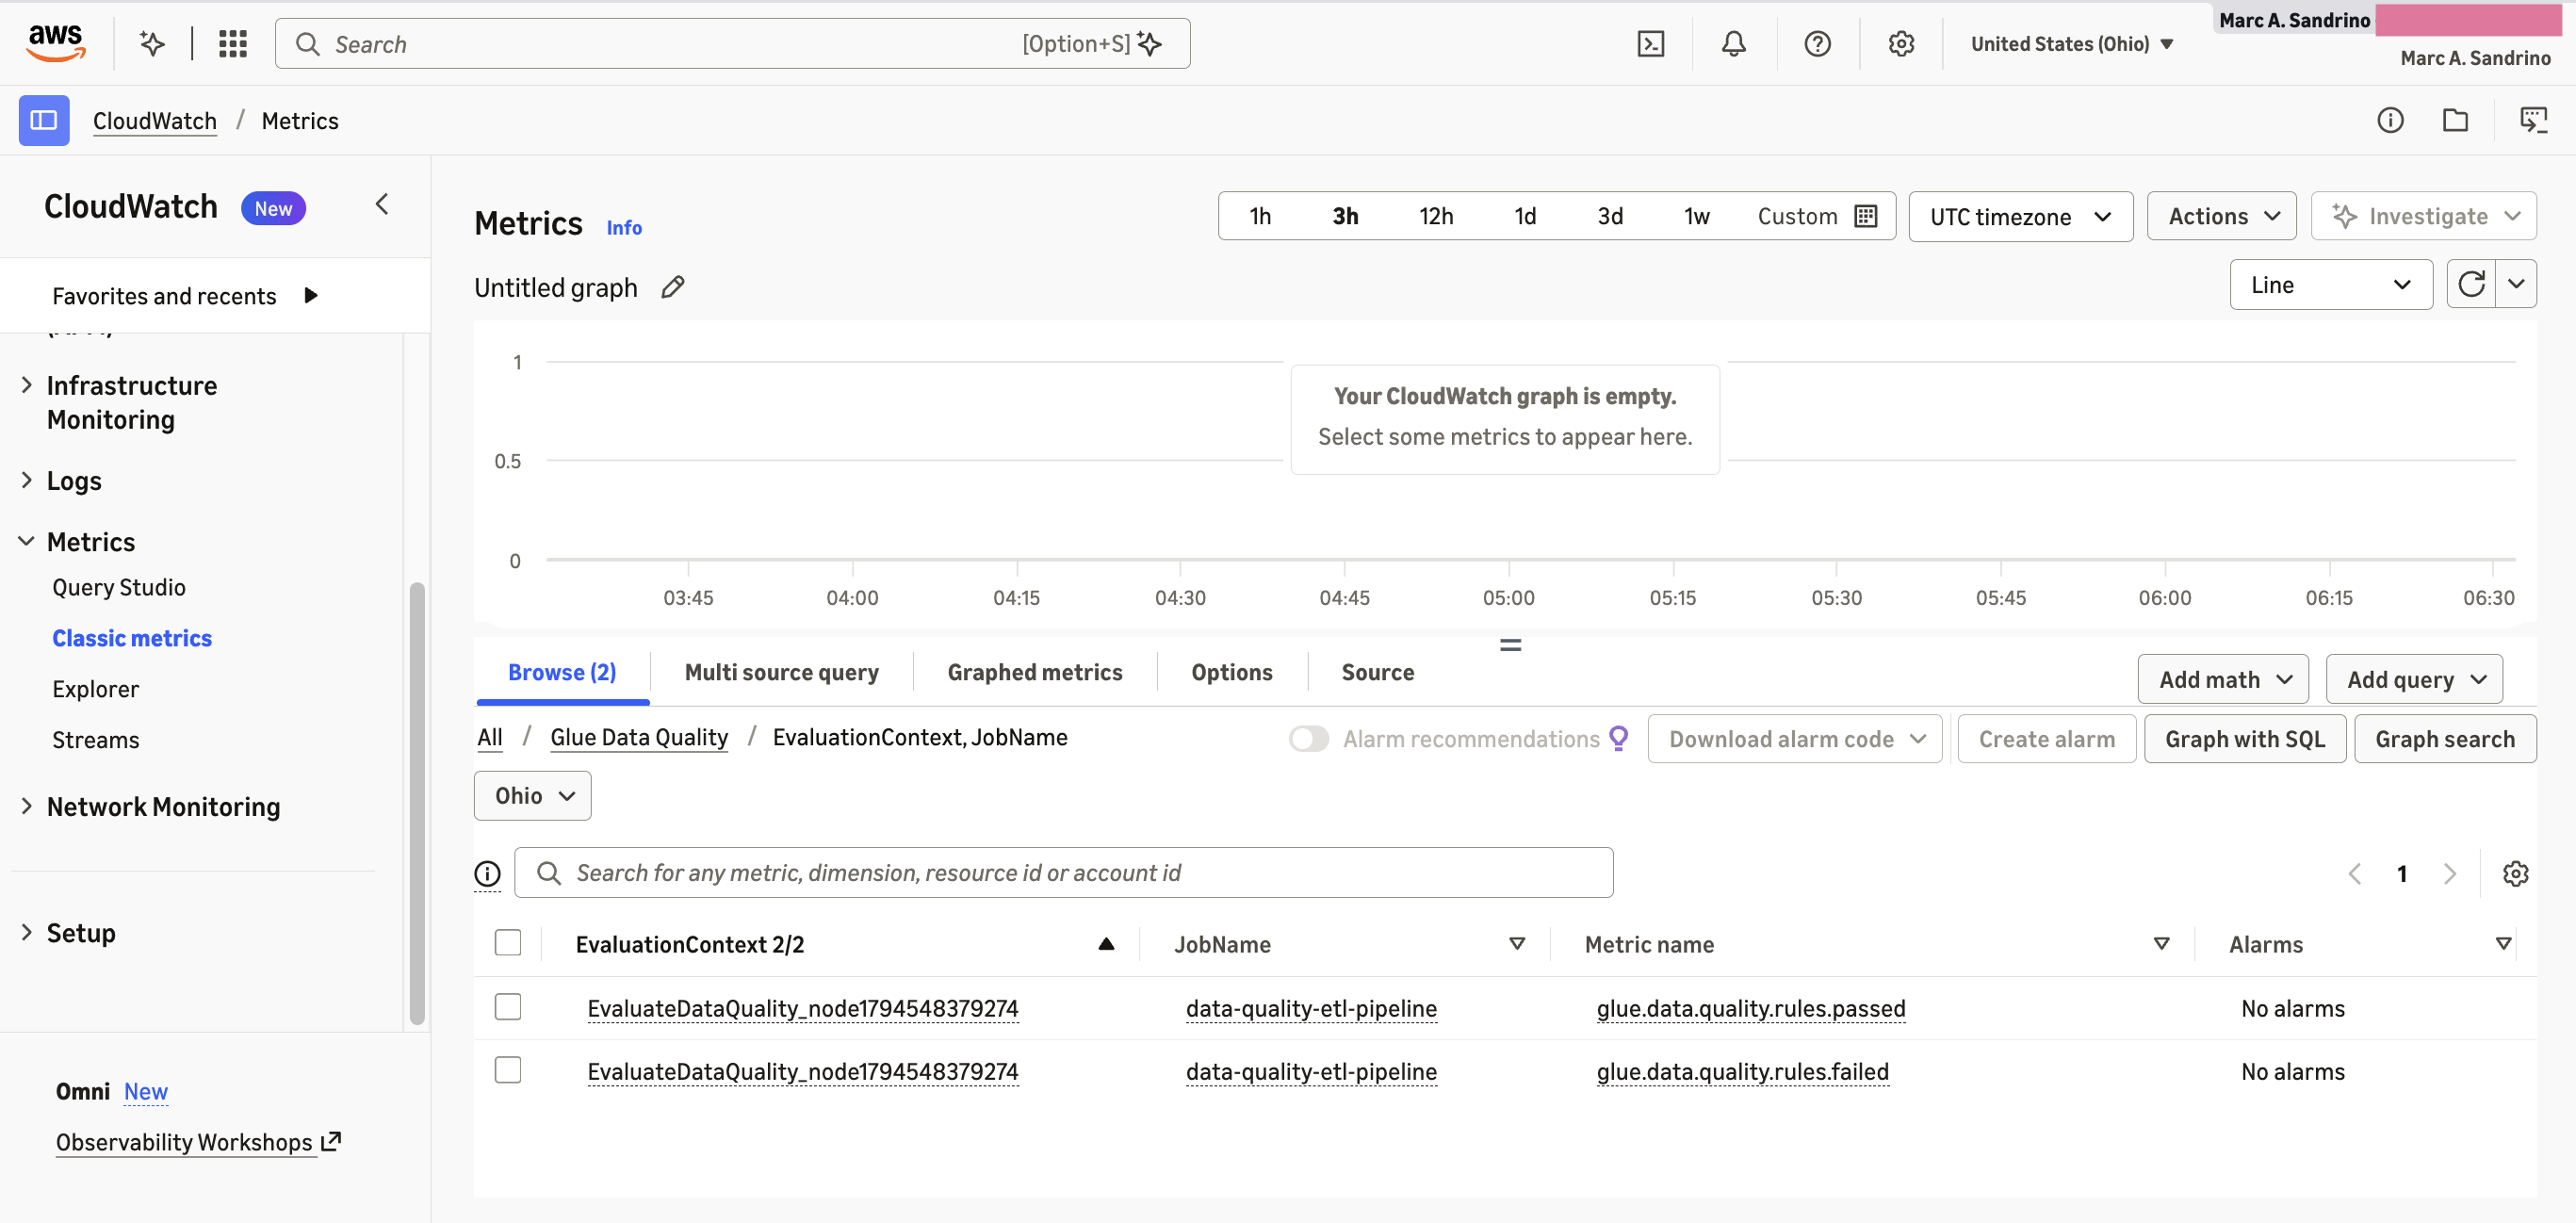 aws
Search
[Option+S]
United States (Ohio)
Marc A. Sandrino
Marc A. Sandrino
CloudWatch / Metrics
CloudWatch New
Favorites and recents
Infrastructure
Monitoring
Logs
Metrics
Query Studio
Classic metrics
Explorer
Streams
Network Monitoring
Setup
Omni New
Observability Workshops
Metrics Info
1h 3h 12h 1d 3d 1w Custom
UTC timezone
Actions
Investigate
Untitled graph
Line
1
0.5
0
Your CloudWatch graph is empty.
Select some metrics to appear here.
03:45 04:00 04:15 04:30 04:45 05:00 05:15 05:30 05:45 06:00 06:15 06:30
Browse (2) Multi source query Graphed metrics Options Source
Add math Add query
All / Glue Data Quality / EvaluationContext, JobName
Alarm recommendations Download alarm code Create alarm Graph with SQL Graph search
Ohio
Search for any metric, dimension, resource id or account id
1
EvaluationContext 2/2 JobName Metric name Alarms
EvaluateDataQuality_node1794548379274 data-quality-etl-pipeline glue.data.quality.rules.passed No alarms
EvaluateDataQuality_node1794548379274 data-quality-etl-pipeline glue.data.quality.rules.failed No alarms